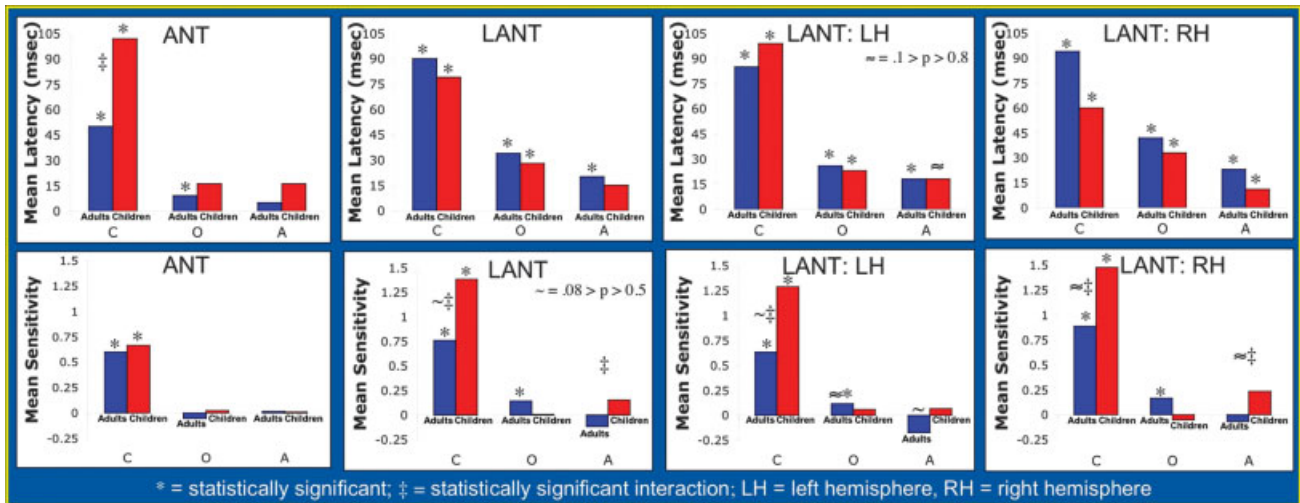 ANT
Mean Latency (msec)
105
90
75
60
45
30
15
0
*
‡
*
*
Adults Children Adults Children Adults Children
C O A
LANT
Mean Latency (msec)
105
90
75
60
45
30
15
0
* *
* *
*
Adults Children Adults Children Adults Children
C O A
LANT: LH
≈ = .1 > p > 0.8
Mean Latency (msec)
105
90
75
60
45
30
15
0
* *
* *
* ≈
Adults Children Adults Children Adults Children
C O A
LANT: RH
Mean Latency (msec)
105
90
75
60
45
30
15
0
* *
* *
* *
Adults Children Adults Children Adults Children
C O A
ANT
Mean Sensitivity
1.5
1.25
1
0.75
0.5
0.25
0
-0.25
* *
Adults Children Adults Children Adults Children
C O A
LANT
~ = .08 > p > 0.5
Mean Sensitivity
1.5
1.25
1
0.75
0.5
0.25
0
-0.25
*
~‡
*
*
‡
Adults Children Adults Children Adults Children
C O A
LANT: LH
Mean Sensitivity
1.5
1.25
1
0.75
0.5
0.25
0
-0.25
*
~‡
*
≈*
~
Adults Children Adults Children Adults Children
C O A
LANT: RH
Mean Sensitivity
1.5
1.25
1
0.75
0.5
0.25
0
-0.25
*
≈‡
*
*
≈‡
Adults Children Adults Children Adults Children
C O A
* = statistically significant; ‡ = statistically significant interaction; LH = left hemisphere, RH = right hemisphere